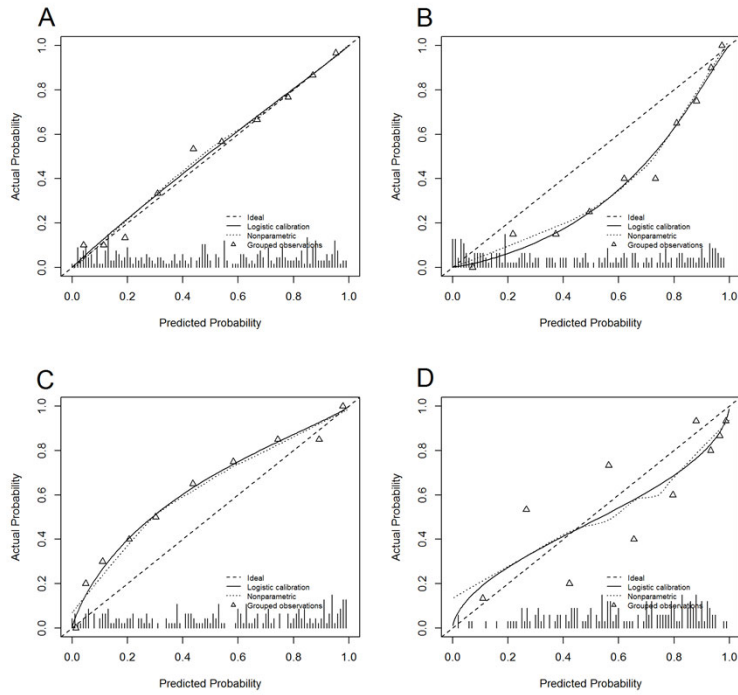 A
Actual Probability
1.0
0.8
0.6
0.4
0.2
0.0
Ideal
Logistic calibration
Nonparametric
Grouped observations
0.0 0.2 0.4 0.6 0.8 1.0
Predicted Probability
B
Actual Probability
1.0
0.8
0.6
0.4
0.2
0.0
Ideal
Logistic calibration
Nonparametric
Grouped observations
0.0 0.2 0.4 0.6 0.8 1.0
Predicted Probability
C
Actual Probability
1.0
0.8
0.6
0.4
0.2
0.0
Ideal
Logistic calibration
Nonparametric
Grouped observations
0.0 0.2 0.4 0.6 0.8 1.0
Predicted Probability
D
Actual Probability
1.0
0.8
0.6
0.4
0.2
0.0
Ideal
Logistic calibration
Nonparametric
Grouped observations
0.0 0.2 0.4 0.6 0.8 1.0
Predicted Probability